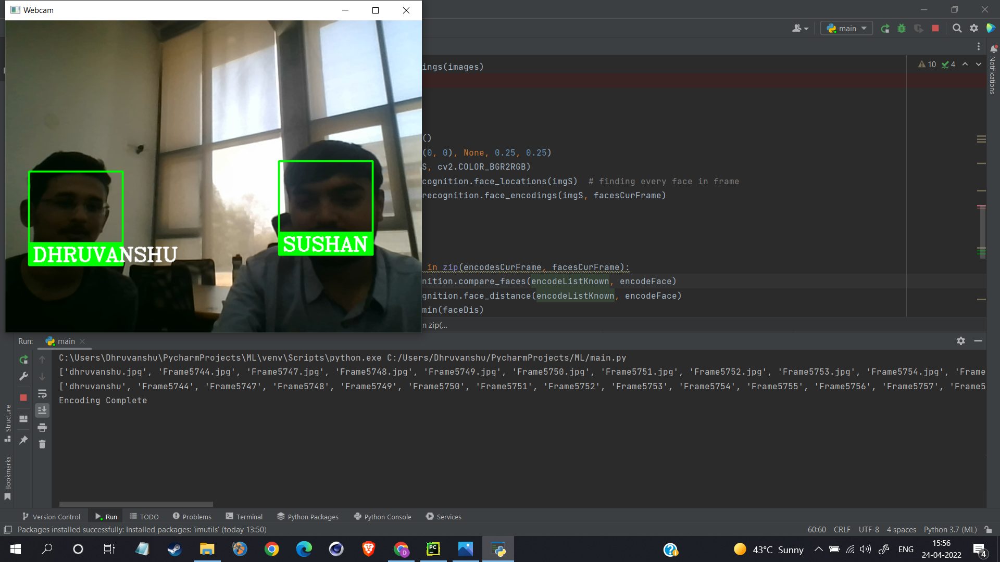 Webcam
DHRUVANSHU
SUSHAN
main
Notifications
10
4
ings(images)
()
(0, 0), None, 0.25, 0.25)
S, cv2.COLOR_BGR2RGB)
cognition.face_locations(imgS)  # finding every face in frame
recognition.face_encodings(imgS, facesCurFrame)
in zip(encodesCurFrame, facesCurFrame):
nition.compare_faces(encodeListKnown, encodeFace)
gnition.face_distance(encodeListKnown, encodeFace)
min(faceDis)
n zip(...
Run:
main
C:\Users\Dhruvanshu\PycharmProjects\ML\venv\Scripts\python.exe C:/Users/Dhruvanshu/PycharmProjects/ML/main.py
['dhruvanshu.jpg', 'Frame5744.jpg', 'Frame5747.jpg', 'Frame5748.jpg', 'Frame5749.jpg', 'Frame5750.jpg', 'Frame5751.jpg', 'Frame5752.jpg', 'Frame5753.jpg', 'Frame5754.jpg', 'Frame
['dhruvanshu', 'Frame5744', 'Frame5747', 'Frame5748', 'Frame5749', 'Frame5750', 'Frame5751', 'Frame5752', 'Frame5753', 'Frame5754', 'Frame5755', 'Frame5756', 'Frame5757', 'Frame5
Encoding Complete
Structure
Bookmarks
Version Control
Run
TODO
Problems
Terminal
Python Packages
Python Console
Services
Packages installed successfully: Installed packages: 'imutils' (today 13:50)
60:60
CRLF
UTF-8
4 spaces
Python 3.7 (ML)
PC
D
43°C Sunny
ENG
15:56
24-04-2022
4